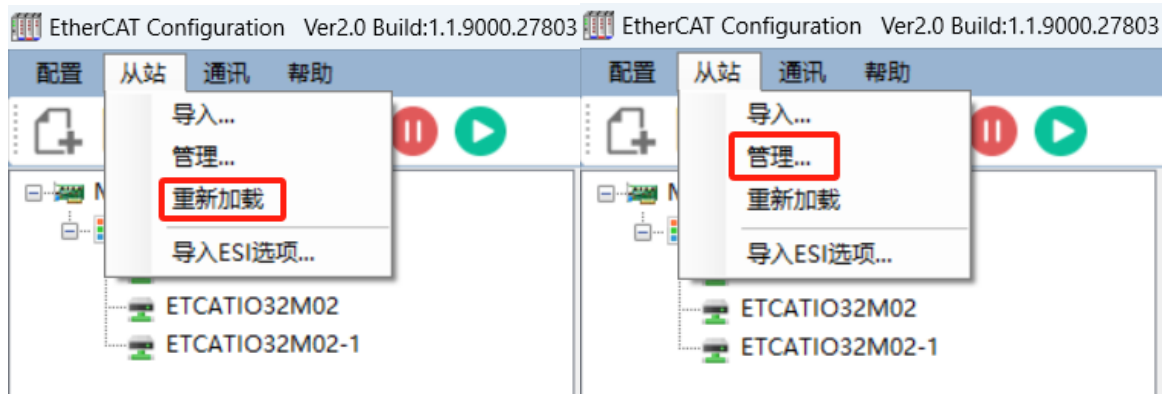 EtherCAT Configuration Ver2.0 Build:1.1.9000.27803
配置 从站 通讯 帮助
导入...
管理...
重新加载
导入ESI选项...
ETCATIO32M02
ETCATIO32M02-1
EtherCAT Configuration Ver2.0 Build:1.1.9000.27803
配置 从站 通讯 帮助
导入...
管理...
重新加载
导入ESI选项...
ETCATIO32M02
ETCATIO32M02-1